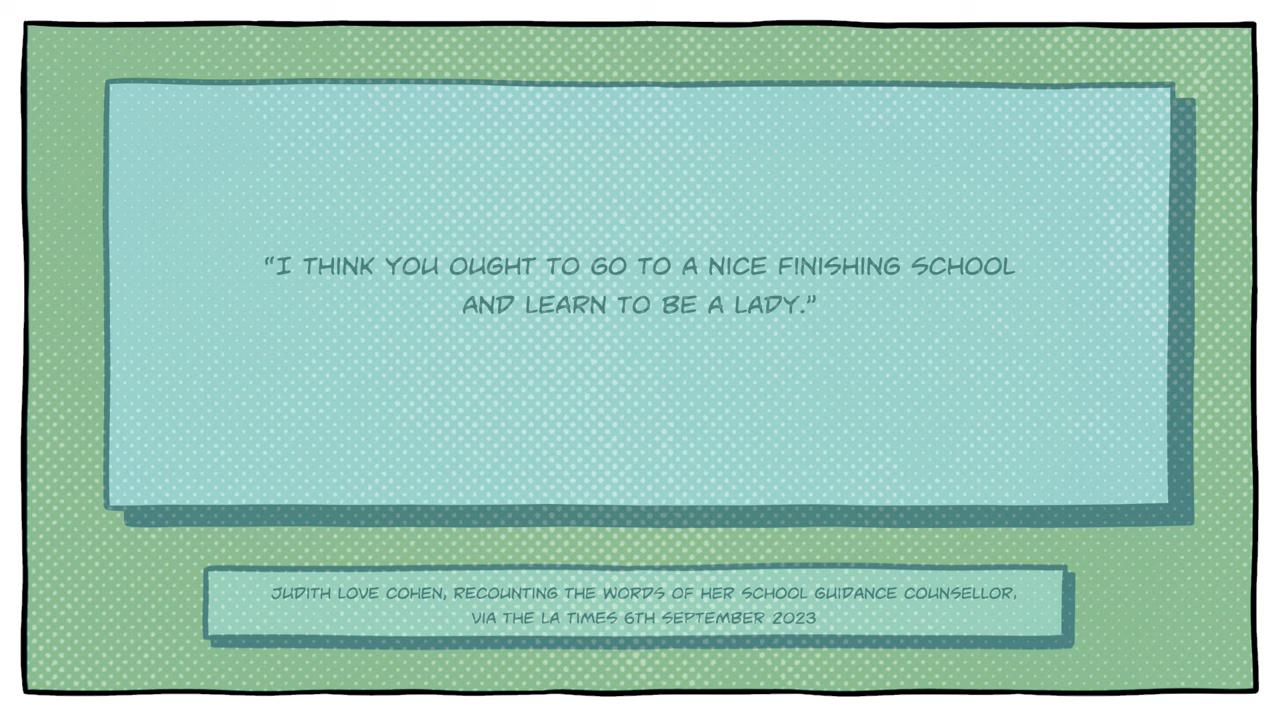 “I THINK YOU OUGHT TO GO TO A NICE FINISHING SCHOOL
AND LEARN TO BE A LADY.”
JUDITH LOVE COHEN, RECOUNTING THE WORDS OF HER SCHOOL GUIDANCE COUNSELLOR,
VIA THE LA TIMES 6TH SEPTEMBER 2023